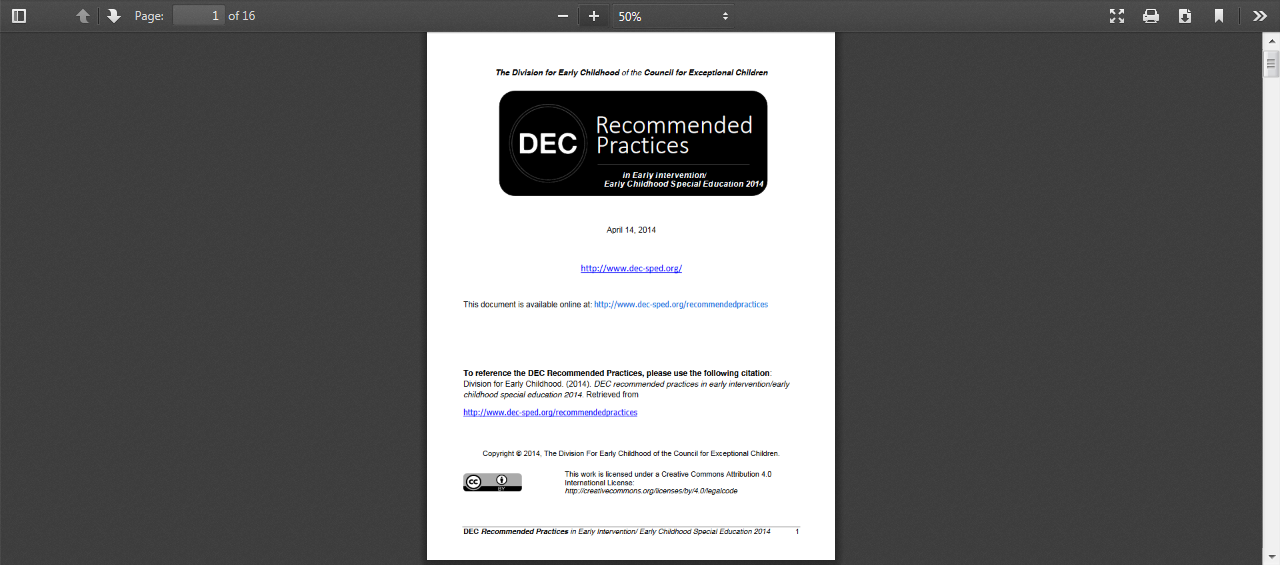 Page: 1 of 16 50%
The Division for Early Childhood of the Council for Exceptional Children
DEC
Recommended
Practices
in Early Intervention/
Early Childhood Special Education 2014
April 14, 2014
http://www.dec-sped.org/
This document is available online at: http://www.dec-sped.org/recommendedpractices
To reference the DEC Recommended Practices, please use the following citation:
Division for Early Childhood. (2014). DEC recommended practices in early intervention/early
childhood special education 2014. Retrieved from
http://www.dec-sped.org/recommendedpractices
Copyright © 2014, The Division For Early Childhood of the Council for Exceptional Children.
cc BY
This work is licensed under a Creative Commons Attribution 4.0
International License:
http://creativecommons.org/licenses/by/4.0/legalcode
DEC Recommended Practices in Early Intervention/ Early Childhood Special Education 2014 1